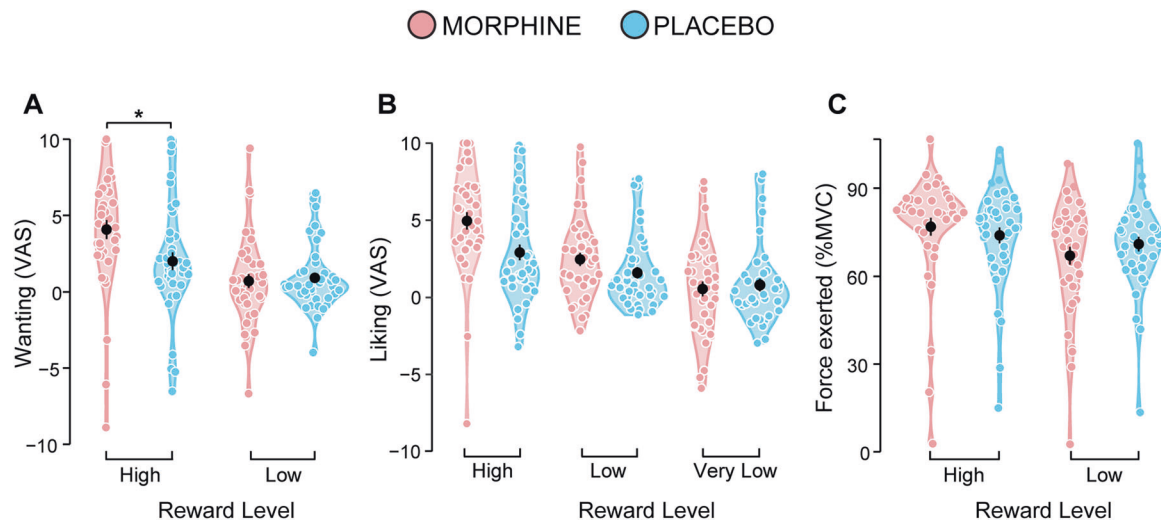 MORPHINE PLACEBO
A
B
C
*
Wanting (VAS)
10
5
0
−5
−10
High Low
Reward Level
Liking (VAS)
10
5
0
−5
−10
High Low Very Low
Reward Level
Force exerted (%MVC)
90
60
30
0
High Low
Reward Level